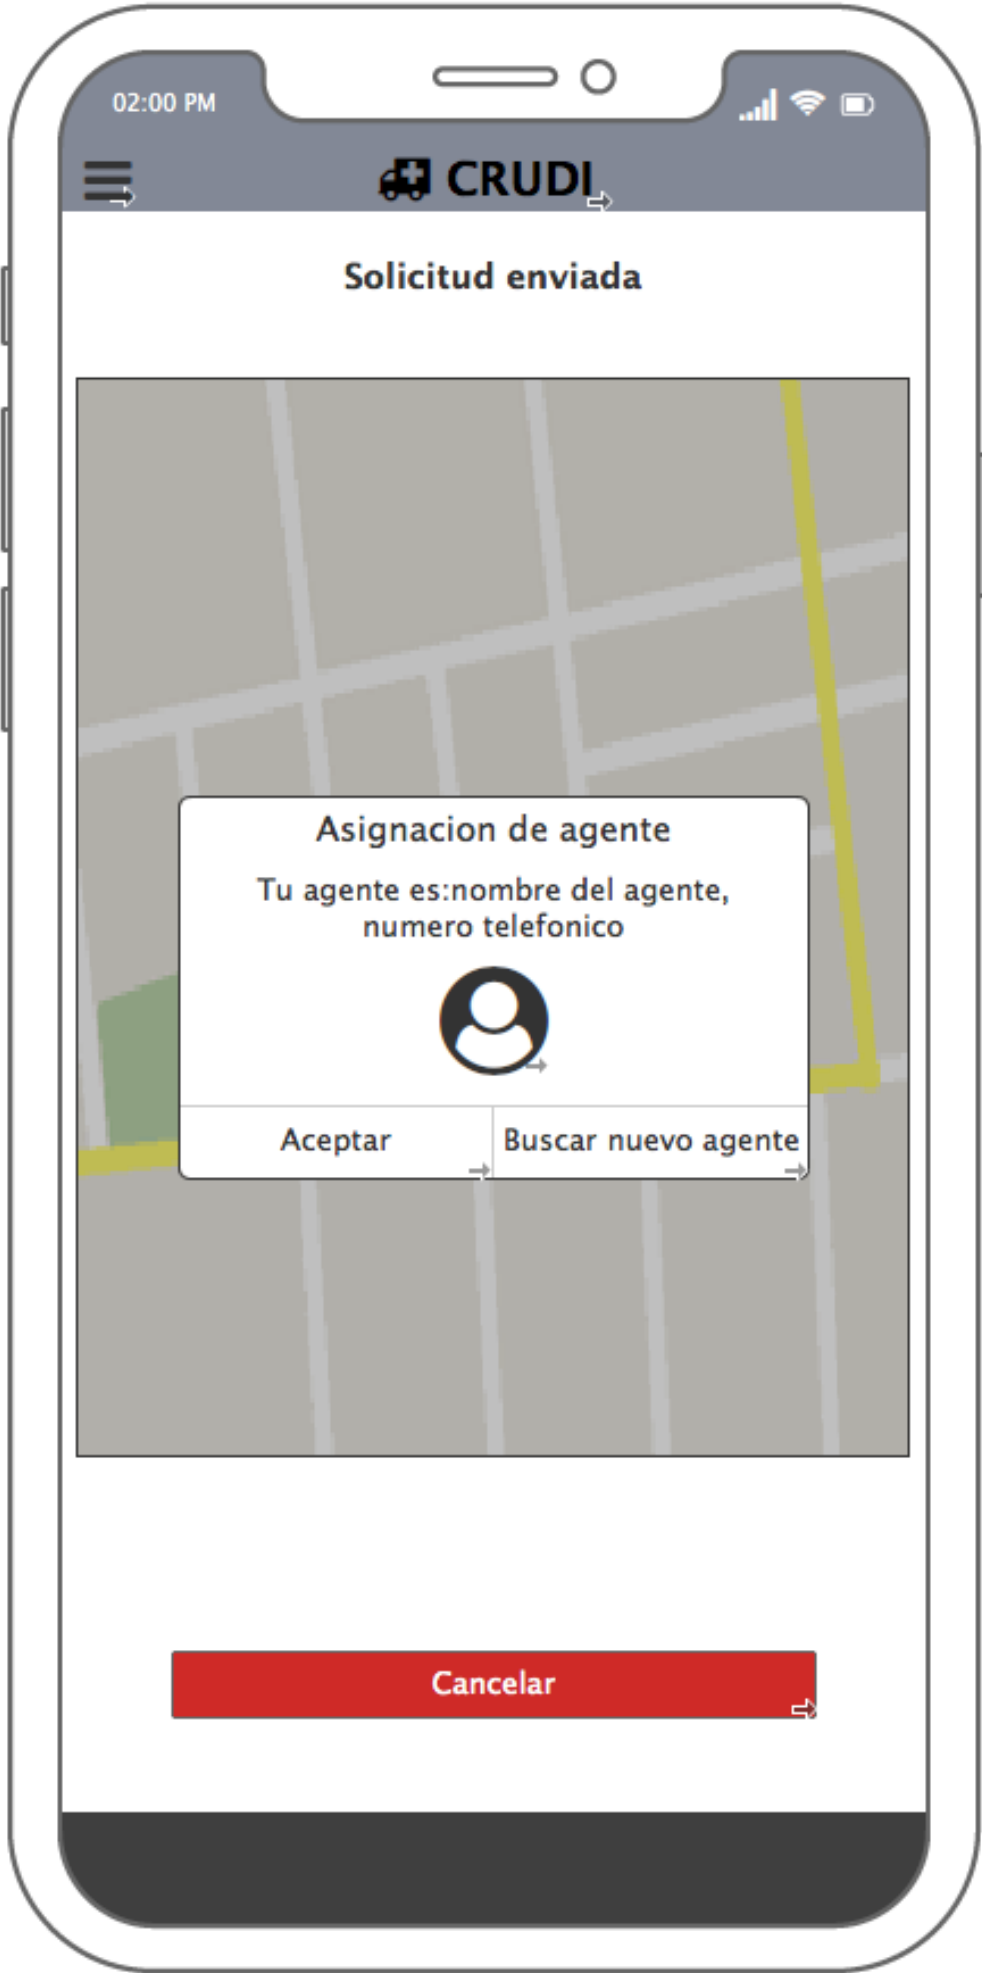 02:00 PM
CRUDI
Solicitud enviada
Asignacion de agente
Tu agente es:nombre del agente,
numero telefonico
Aceptar
Buscar nuevo agente
Cancelar